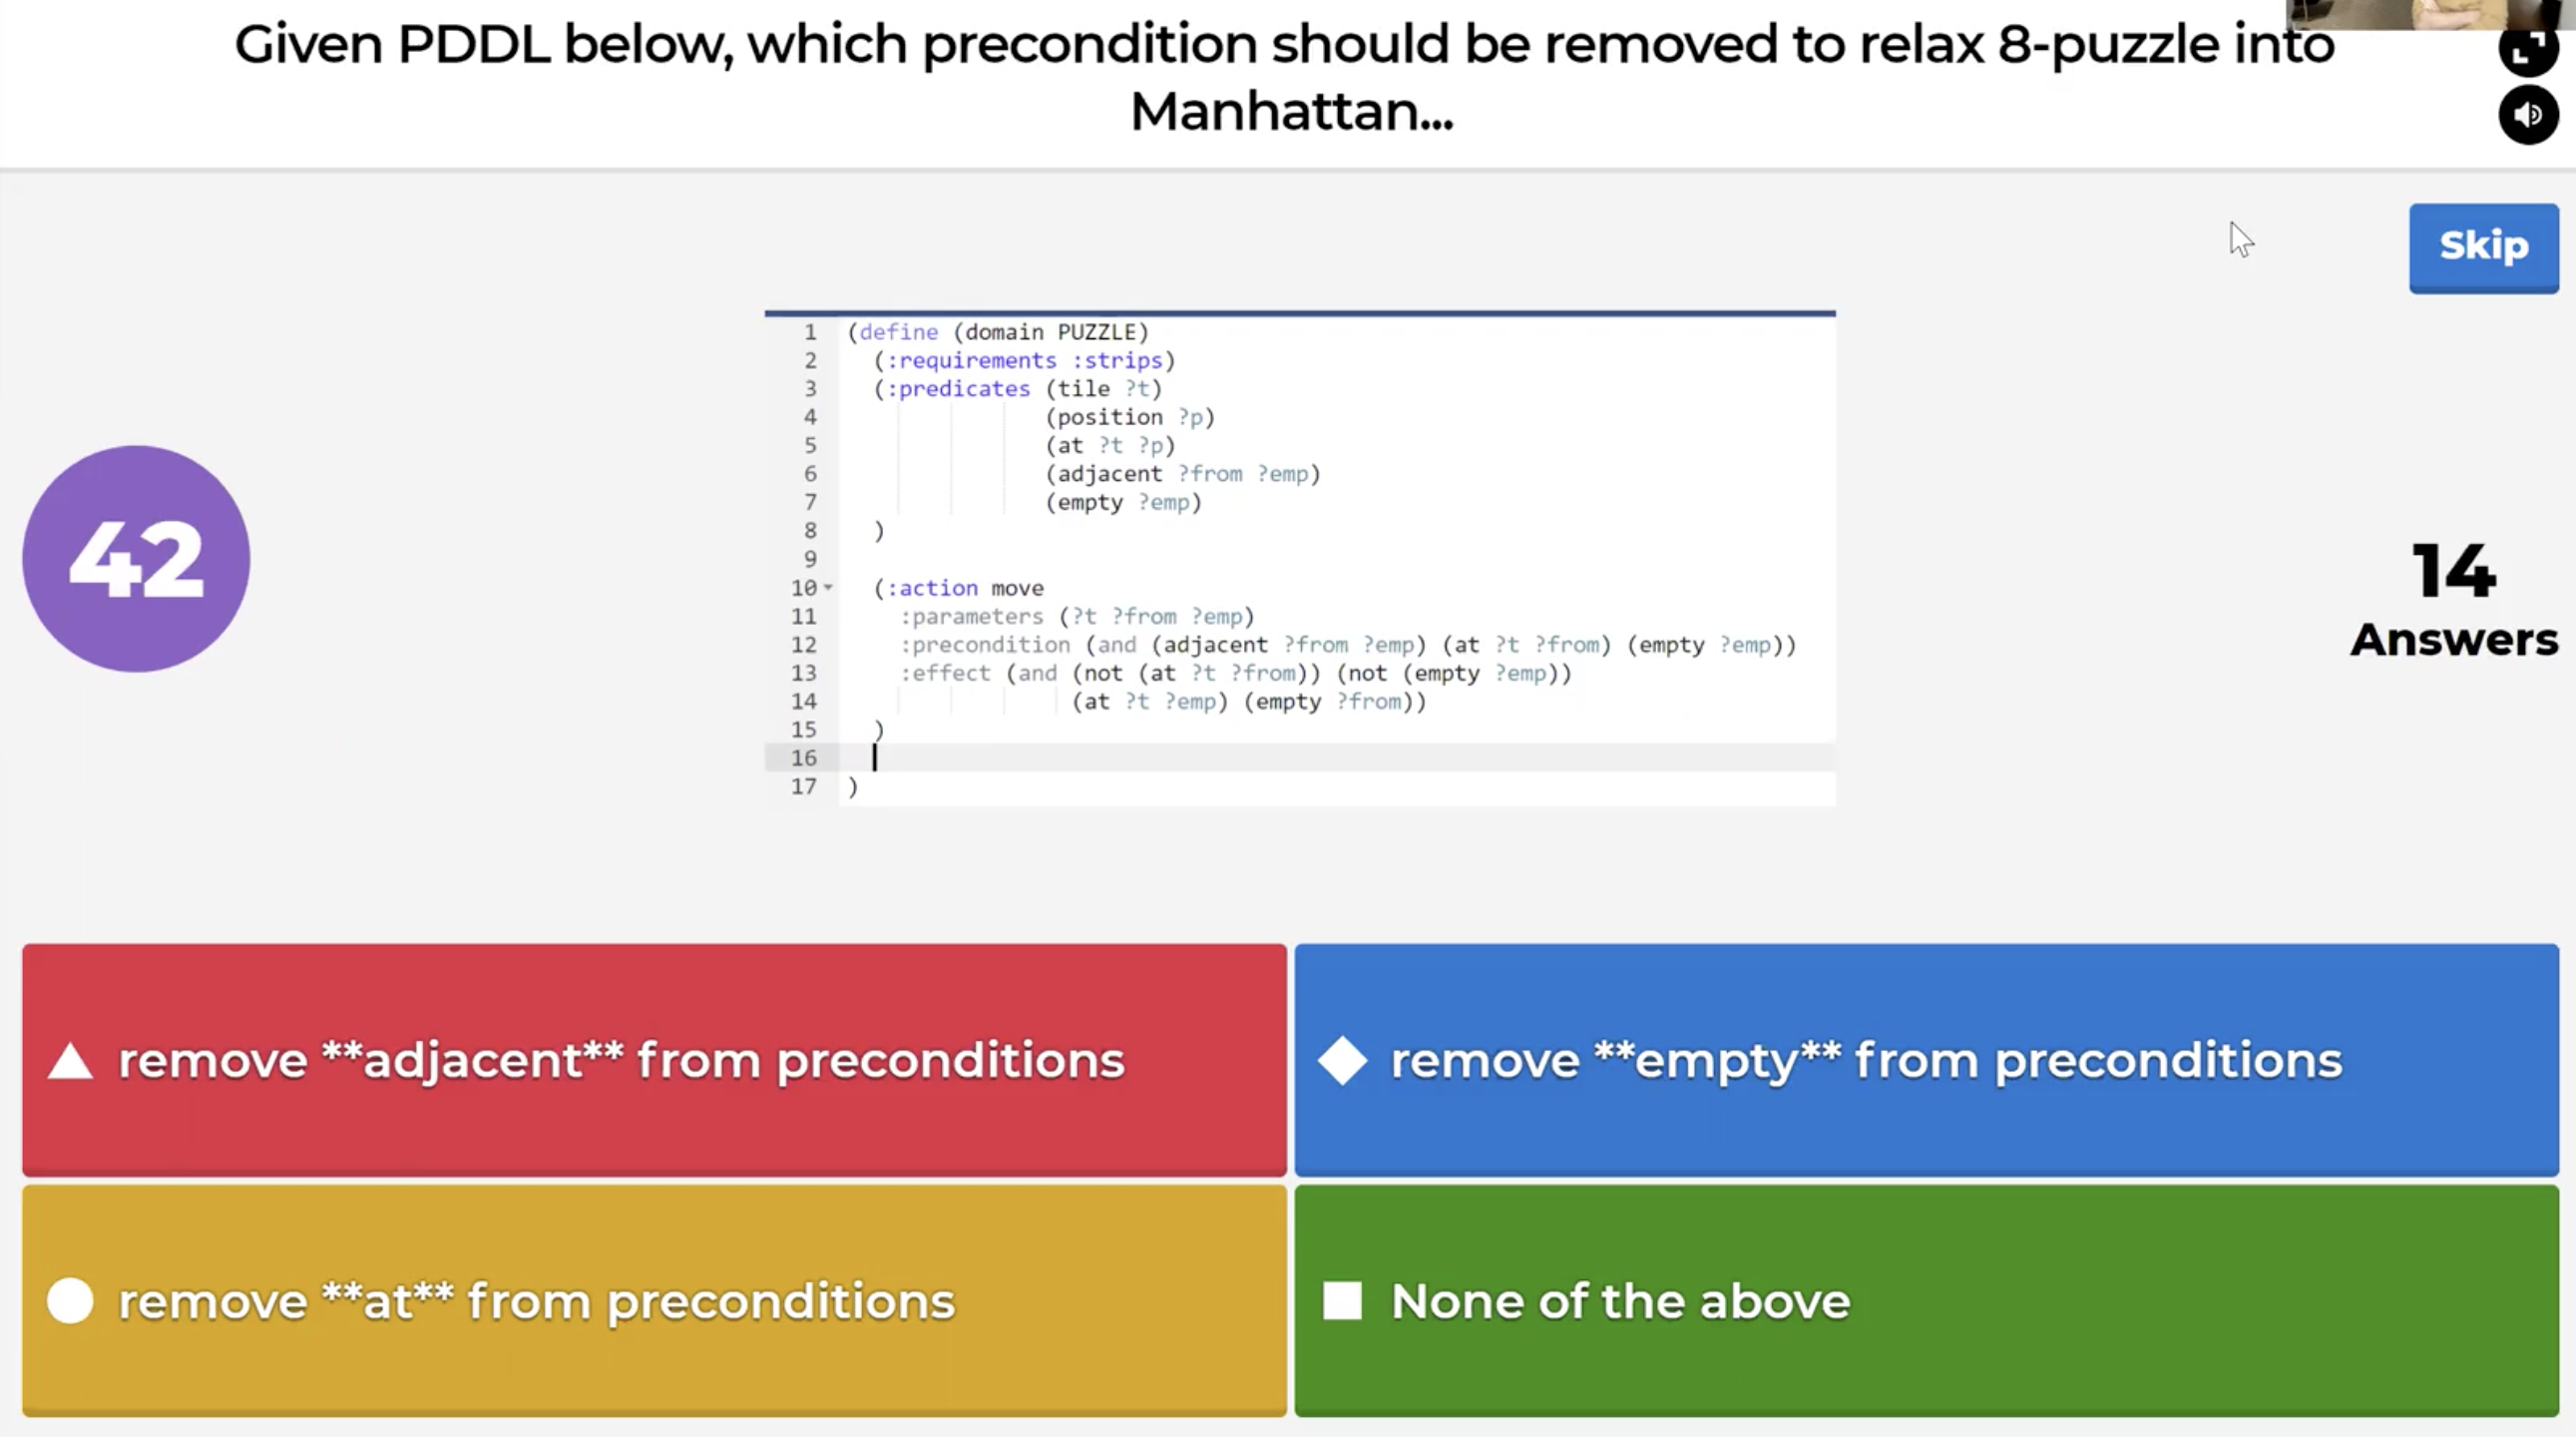 Given PDDL below, which precondition should be removed to relax 8-puzzle into
Manhattan...
Skip
42
1 (define (domain PUZZLE)
2 (:requirements :strips)
3 (:predicates (tile ?t)
4 (position ?p)
5 (at ?t ?p)
6 (adjacent ?from ?emp)
7 (empty ?emp)
8 )
9
10 (:action move
11 :parameters (?t ?from ?emp)
12 :precondition (and (adjacent ?from ?emp) (at ?t ?from) (empty ?emp))
13 :effect (and (not (at ?t ?from)) (not (empty ?emp))
14 (at ?t ?emp) (empty ?from))
15 )
16
17 )
14
Answers
remove **adjacent** from preconditions
remove **empty** from preconditions
remove **at** from preconditions
None of the above